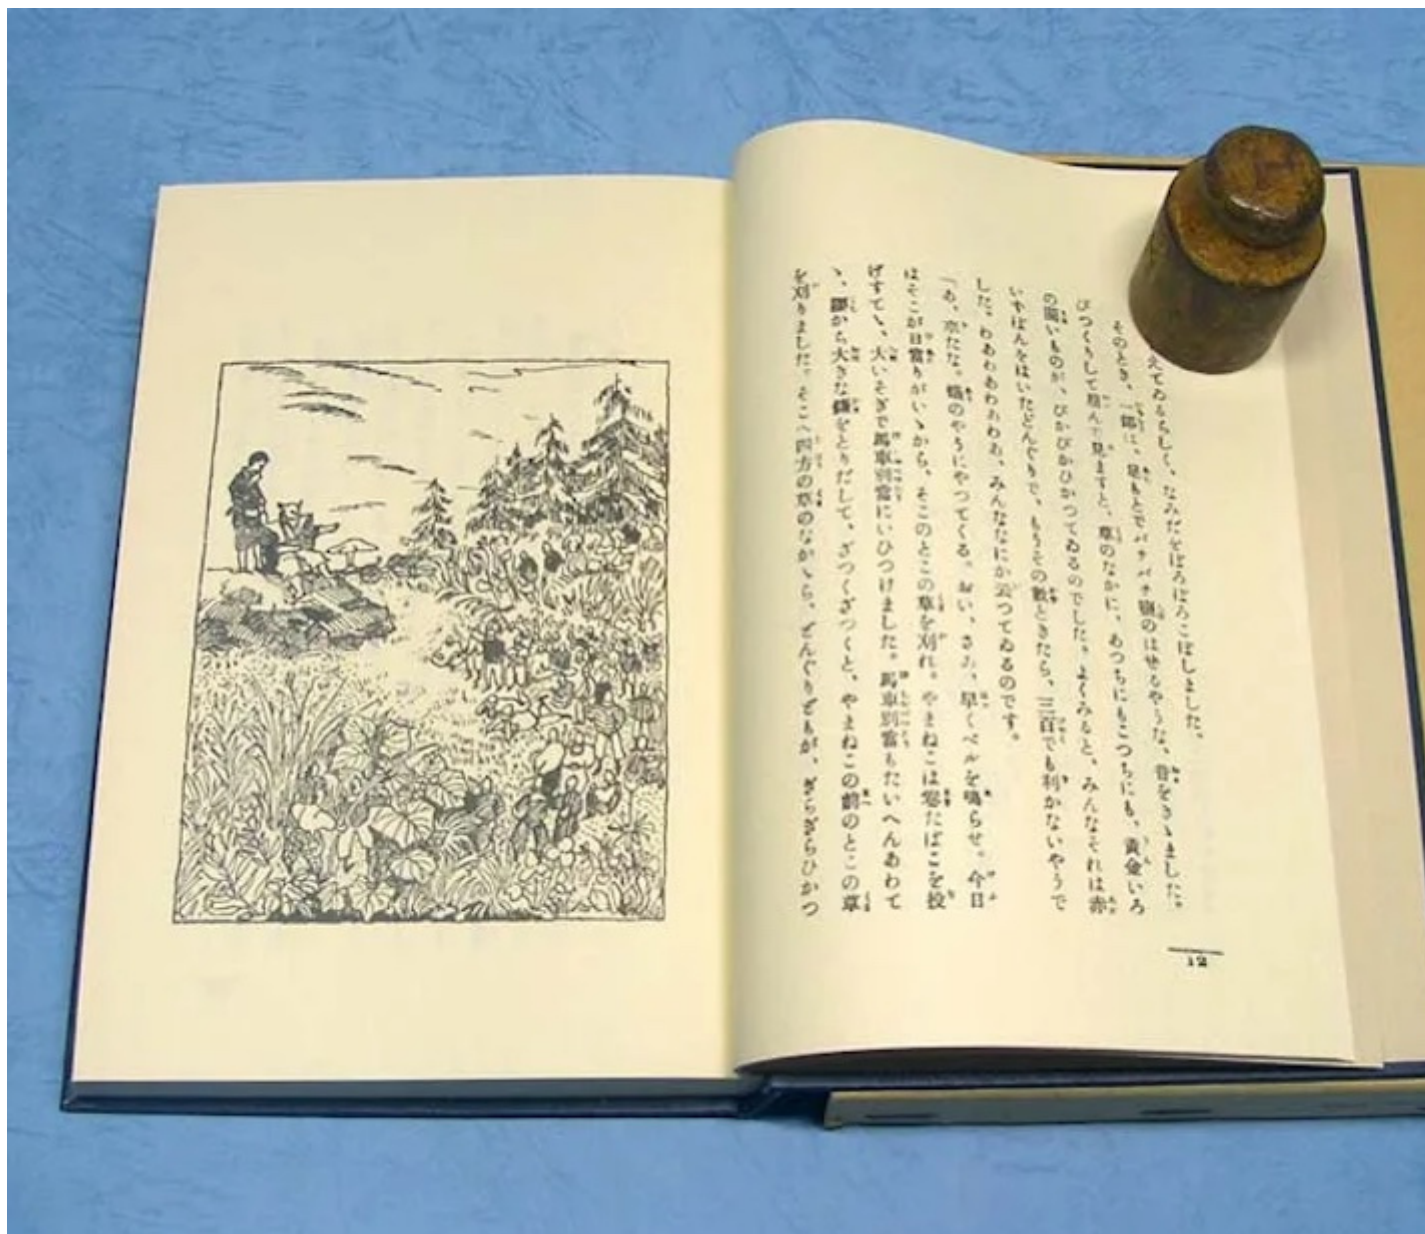 えてゐるらしく、なみだをぼろぼろこぼしました。
そのとき、一郎は、足もとでパチパチ鹽のはぜるやうな、音をきゝました。
びつくりして屈んで見ますと、草のなかに、あつちにもこつちにも、黄金いろ
の圓いものが、ぴかぴかひかつてゐるのでした。よくみると、みんなそれは赤
いずぼんをはいたどんぐりで、もうその數ときたら、三百でも利かないやうで
した。わあわあわあわあ、みんななにか云つてゐるのです。
「あ、來たな。蟻のやうにやつてくる。おい、さあ、早くベルを鳴らせ。今日
はそこが日當りがいゝから、そこのとこの草を刈れ。やまねこは巻たばこを投
げすてゝ、大いそぎで馬車別當にいひつけました。馬車別當もたいへんあわて
ゝ、腰から大きな鎌をとりだして、ざつくざつくと、やまねこの前のとこの草
を刈りました。そこへ四方の草のなかゝら、どんぐりどもが、ぎらぎらひかつ
12